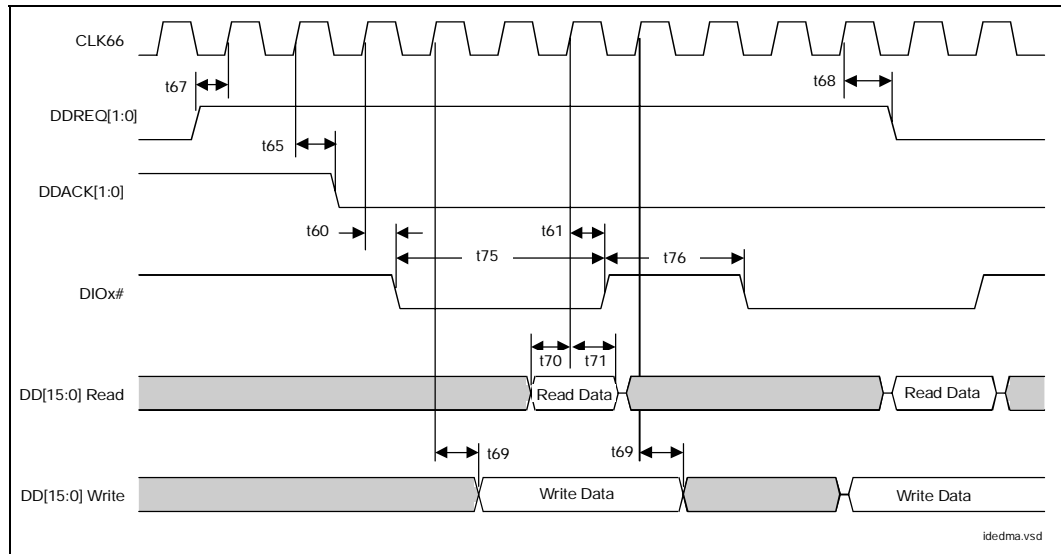 CLK66
t67
t68
DDREQ[1:0]
t65
DDACK[1:0]
t60
t61
t75
t76
DIOx#
t70
t71
DD[15:0] Read
Read Data
Read Data
t69
t69
DD[15:0] Write
Write Data
Write Data
idedma.vsd